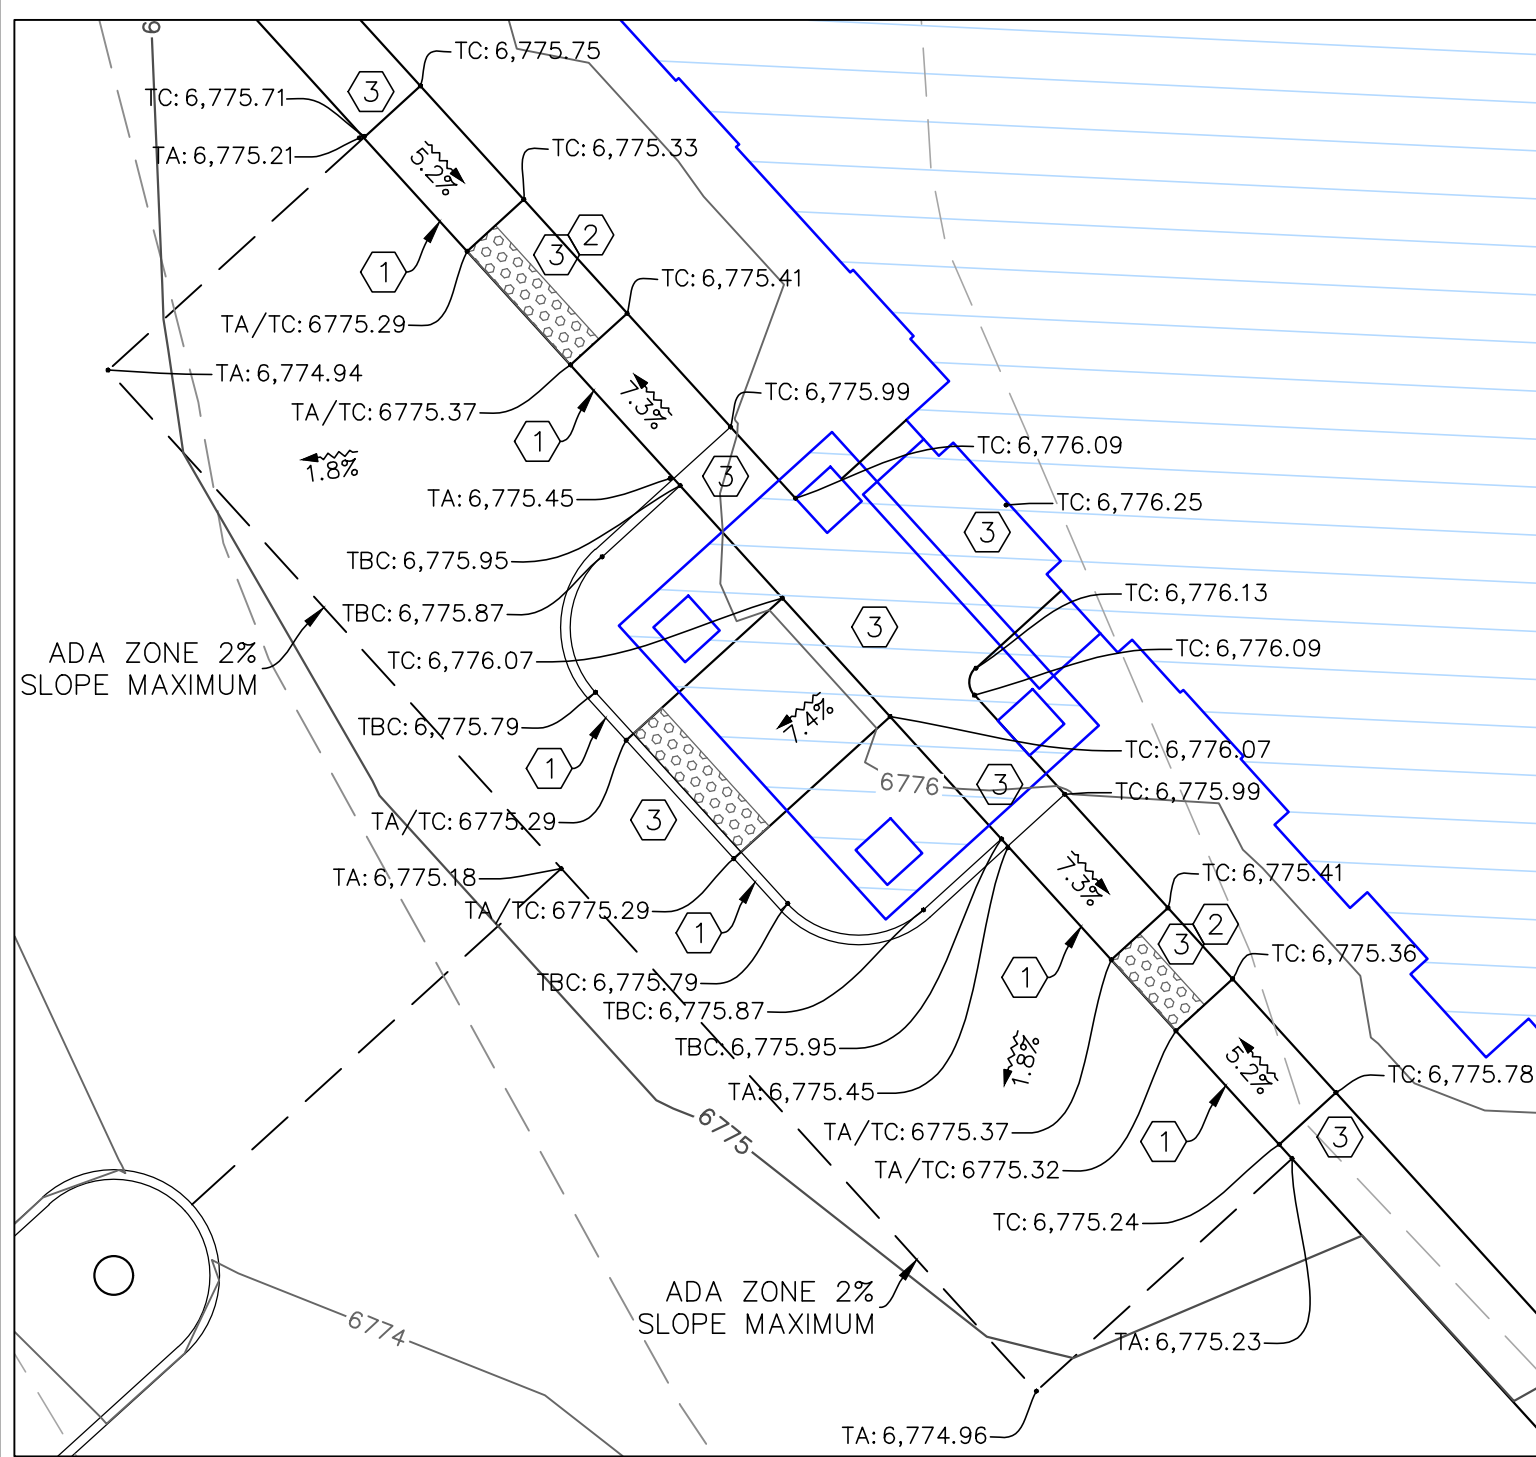 6
TC: 6,775.75
3
TC: 6,775.71
TA: 6,775.21
5.2%
TC: 6,775.33
2
3
1
TC: 6,775.41
TA/TC: 6775.29
TA: 6,774.94
7.3%
TC: 6,775.99
TA/TC: 6775.37
1
1.8%
3
TC: 6,776.09
TA: 6,775.45
TC: 6,776.25
3
TBC: 6,775.95
TC: 6,776.13
TBC: 6,775.87
3
TC: 6,776.09
ADA ZONE 2%
SLOPE MAXIMUM
TC: 6,776.07
TBC: 6,775.79
7.4%
TC: 6,776.07
1
6776
3
TC: 6,775.99
TA/TC: 6775.29
3
TA: 6,775.18
7.3%
TC: 6,775.41
TA/TC: 6775.29
1
2
3
TC: 6,775.36
TBC: 6,775.79
1
TBC: 6,775.87
TBC: 6,775.95
1.8%
5.2%
TC: 6,775.78
TA: 6,775.45
6775
TA/TC: 6775.37
1
3
TA/TC: 6775.32
TC: 6,775.24
ADA ZONE 2%
SLOPE MAXIMUM
6774
TA: 6,775.23
TA: 6,774.96